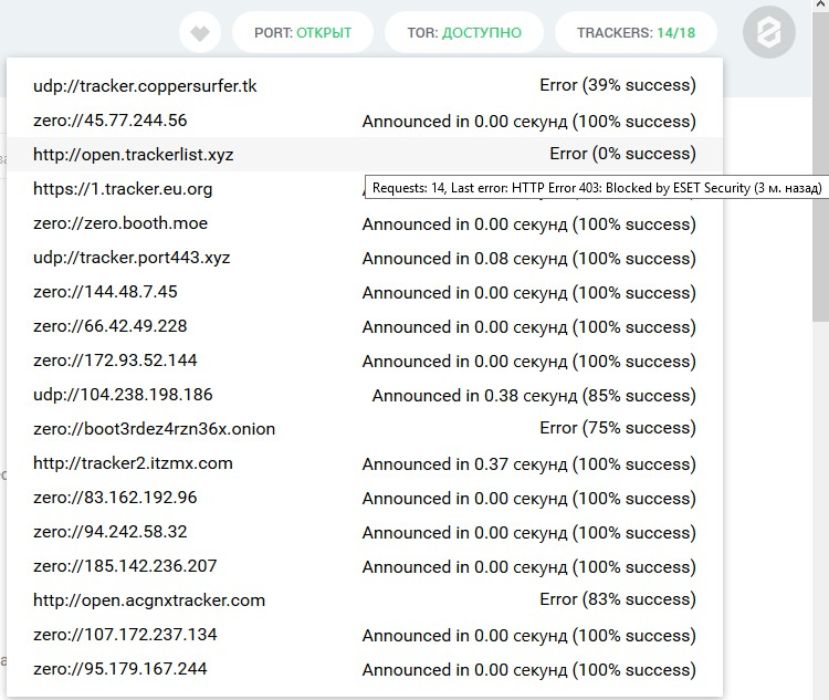 PORT: ОТКРЫТ TOR: ДОСТУПНО TRACKERS: 14/18
udp://tracker.coppersurfer.tk Error (39% success)
zero://45.77.244.56 Announced in 0.00 секунд (100% success)
http://open.trackerlist.xyz Error (0% success)
https://1.tracker.eu.org
Requests: 14, Last error: HTTP Error 403: Blocked by ESET Security (3 м. назад)
zero://zero.booth.moe Announced in 0.00 секунд (100% success)
udp://tracker.port443.xyz Announced in 0.08 секунд (100% success)
zero://144.48.7.45 Announced in 0.00 секунд (100% success)
zero://66.42.49.228 Announced in 0.00 секунд (100% success)
zero://172.93.52.144 Announced in 0.00 секунд (100% success)
udp://104.238.198.186 Announced in 0.38 секунд (85% success)
zero://boot3rdez4rzn36x.onion Error (75% success)
http://tracker2.itzmx.com Announced in 0.37 секунд (100% success)
zero://83.162.192.96 Announced in 0.00 секунд (100% success)
zero://94.242.58.32 Announced in 0.00 секунд (100% success)
zero://185.142.236.207 Announced in 0.00 секунд (100% success)
http://open.acgnxtracker.com Error (83% success)
zero://107.172.237.134 Announced in 0.00 секунд (100% success)
zero://95.179.167.244 Announced in 0.00 секунд (100% success)